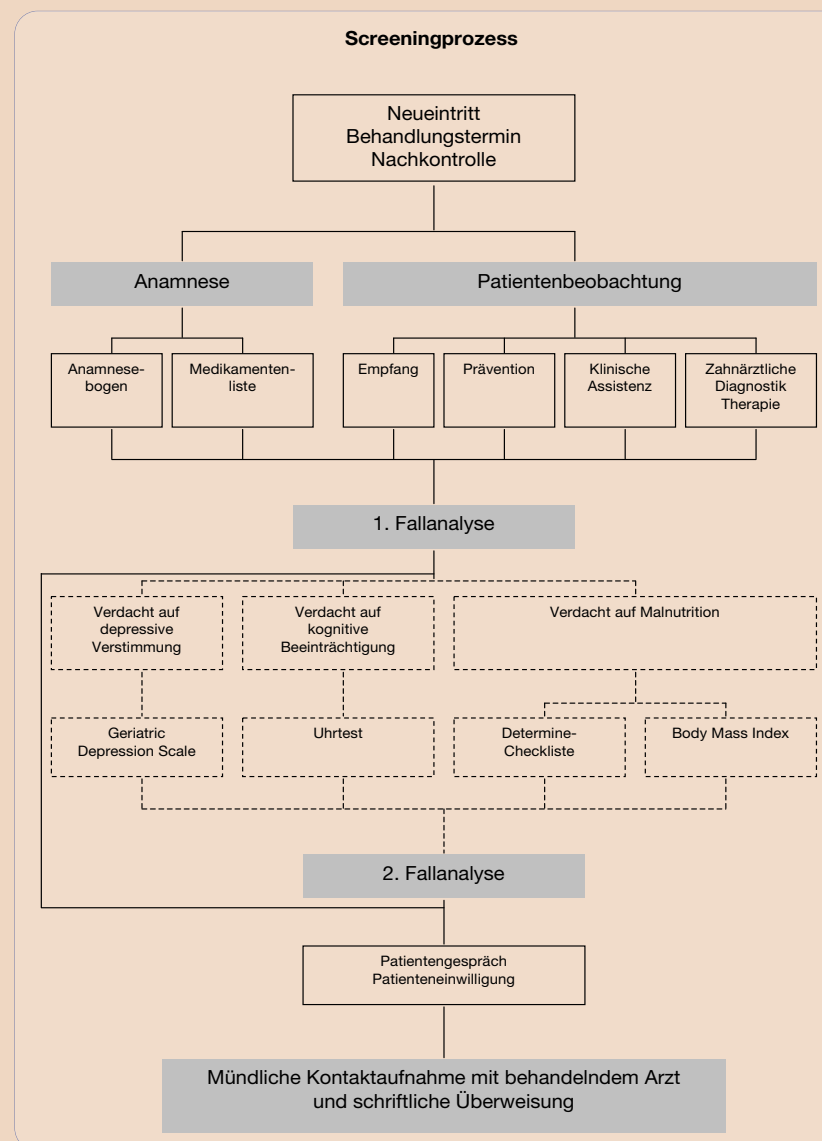 Screeningprozess
Neueintritt
Behandlungstermin
Nachkontrolle
Anamnese
Patientenbeobachtung
Anamnese-
bogen
Medikamenten-
liste
Empfang
Prävention
Klinische
Assistenz
Zahnärztliche
Diagnostik
Therapie
1. Fallanalyse
Verdacht auf
depressive
Verstimmung
Verdacht auf
kognitive
Beeinträchtigung
Verdacht auf Malnutrition
Geriatric
Depression Scale
Uhrtest
Determine-
Checkliste
Body Mass Index
2. Fallanalyse
Patientengespräch
Patienteneinwilligung
Mündliche Kontaktaufnahme mit behandelndem Arzt
und schriftliche Überweisung